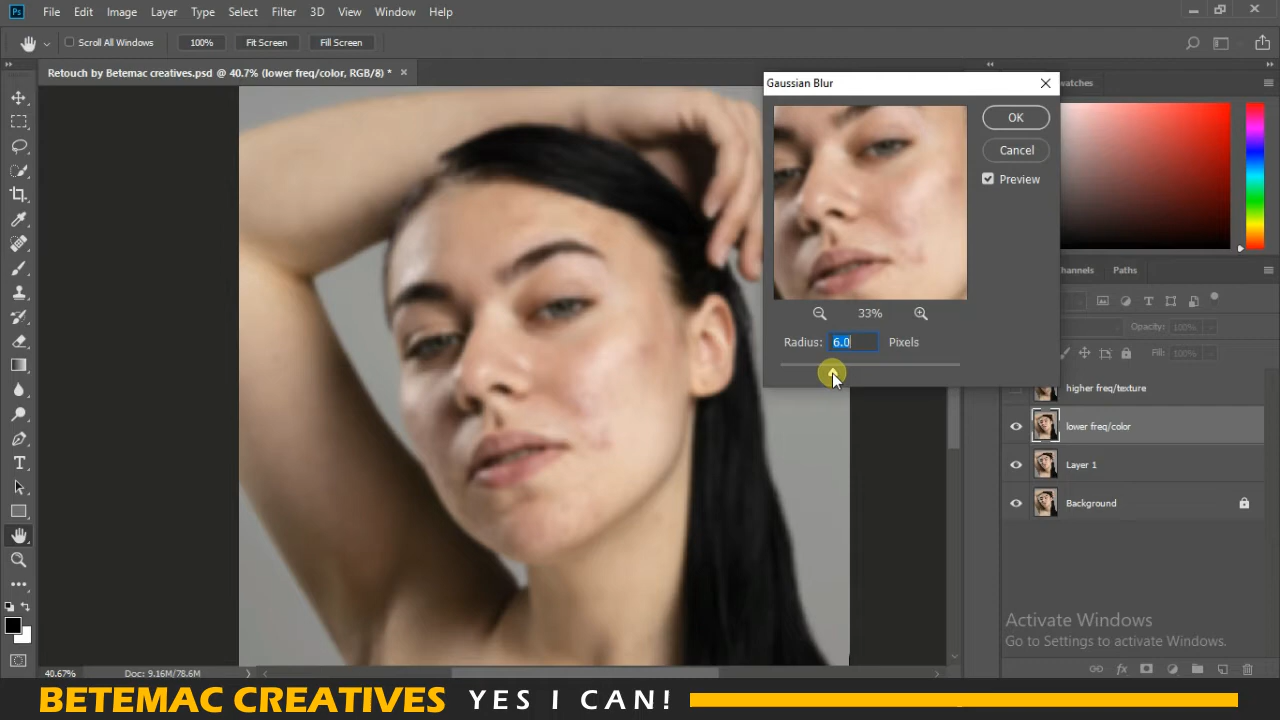 Ps File Edit Image Layer Type Select Filter 3D View Window Help
Scroll All Windows 100% Fit Screen Fill Screen
Retouch by Betemac creatives.psd @ 40.7% (lower freq/color, RGB/8) * ×
Gaussian Blur
watches
OK
Cancel
Preview
33%
Radius: 6.0 Pixels
hannels Paths
Opacity: 100%
Fill: 100%
higher freq/texture
lower freq/color
Layer 1
Background
Activate Windows
Go to Settings to activate Windows.
40.67% Doc: 9.16M/78.6M
BETEMAC CREATIVES YES I CAN!